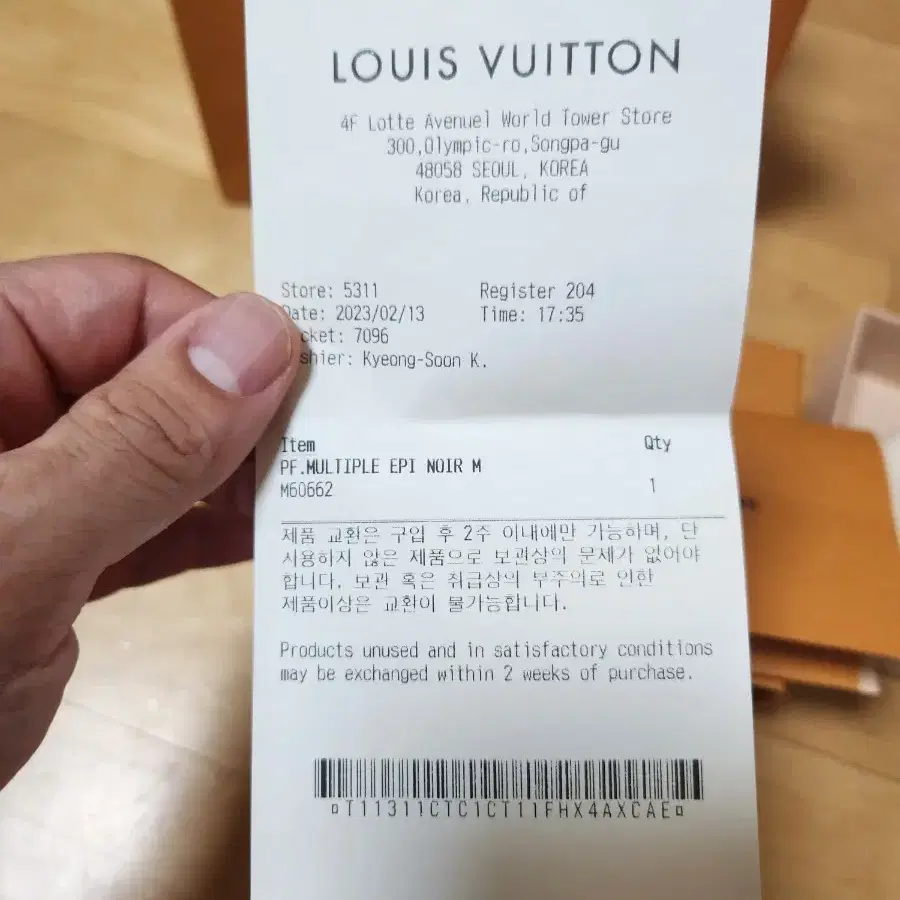 LOUIS VUITTON
4F Lotte Avenuel World Tower Store
300,Olympic-ro,Songpa-gu
48058 SEOUL, KOREA
Korea, Republic of
Store: 5311 Register 204
Date: 2023/02/13 Time: 17:35
cket: 7096
shier: Kyeong-Soon K.
Item Qty
PF.MULTIPLE EPI NOIR M
M60662 1
제품 교환은 구입 후 2주 이내에만 가능하며, 단
사용하지 않은 제품으로 보관상의 문제가 없어야
합니다. 보관 혹은 취급상의 부주의로 인한
제품이상은 교환이 불가능합니다.
Products unused and in satisfactory conditions
may be exchanged within 2 weeks of purchase.